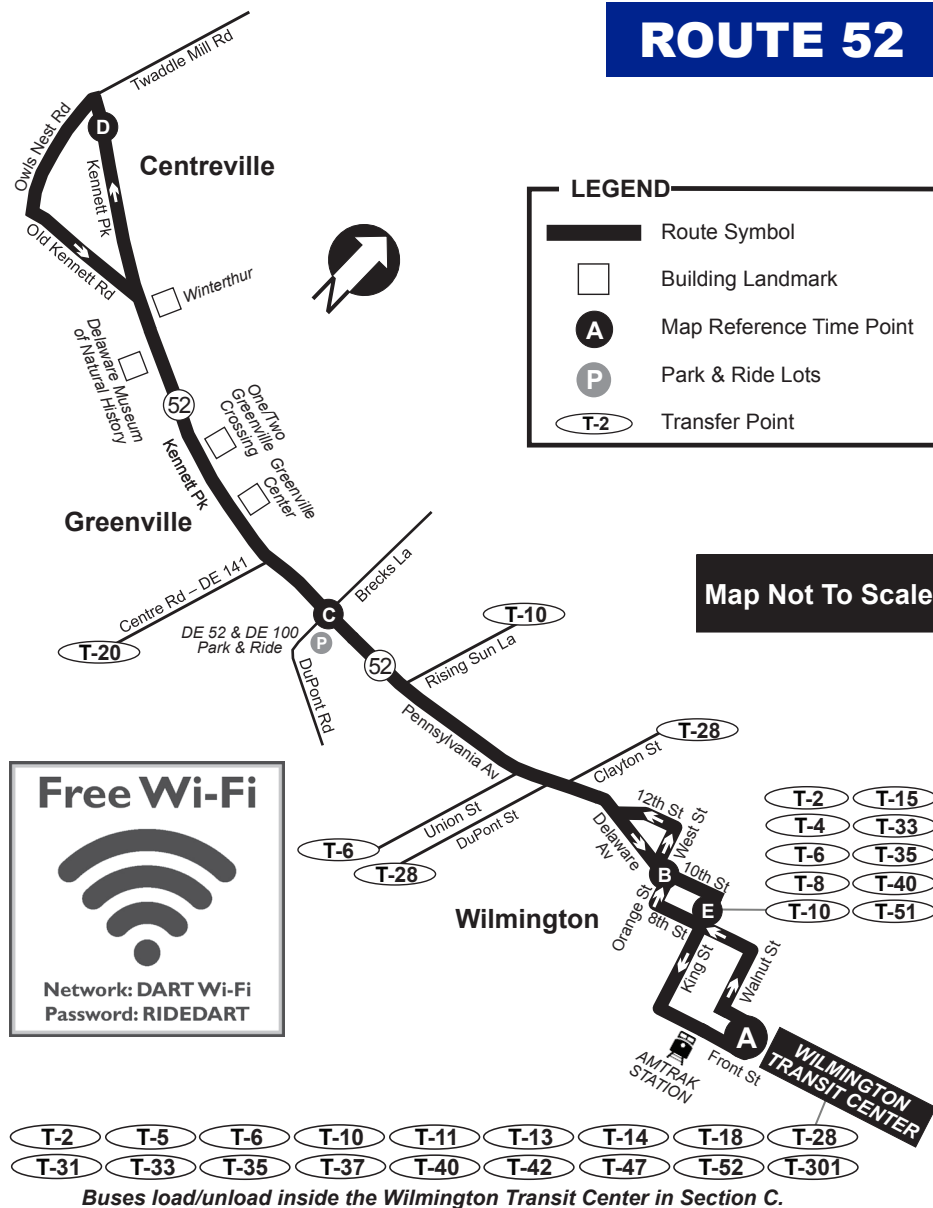 ROUTE 52
Twaddle Mill Rd
Owls Nest Rd
D
Centreville
Kennett Pk
Old Kennett Rd
Winterthur
LEGEND
Route Symbol
Building Landmark
A
Map Reference Time Point
P
Park & Ride Lots
T-2
Transfer Point
Delaware Museum
of Natural History
52
One/Two
Greenville
Crossing
Kennett Pk
Greenville
Center
Greenville
Centre Rd – DE 141
T-20
Brecks La
C
DE 52 & DE 100
Park & Ride
P
DuPont Rd
52
T-10
Rising Sun La
Map Not To Scale
Pennsylvania Av
T-28
Clayton St
Union St
DuPont St
T-6
T-28
12th St
West St
Delaware
Av
B
10th St
Orange St
8th St
E
Wilmington
T-2 T-15
T-4 T-33
T-6 T-35
T-8 T-40
T-10 T-51
King St
Walnut St
A
Front St
AMTRAK
STATION
WILMINGTON
TRANSIT CENTER
Free Wi-Fi
Network: DART Wi-Fi
Password: RIDEDART
T-2 T-5 T-6 T-10 T-11 T-13 T-14 T-18 T-28
T-31 T-33 T-35 T-37 T-40 T-42 T-47 T-52 T-301
Buses load/unload inside the Wilmington Transit Center in Section C.